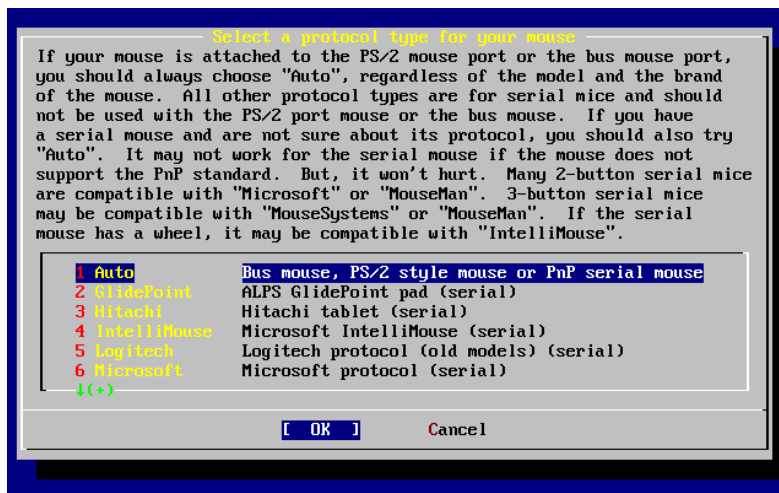 Select a protocol type for your mouse
If your mouse is attached to the PS/2 mouse port or the bus mouse port,
you should always choose "Auto", regardless of the model and the brand
of the mouse.  All other protocol types are for serial mice and should
not be used with the PS/2 port mouse or the bus mouse.  If you have
a serial mouse and are not sure about its protocol, you should also try
"Auto".  It may not work for the serial mouse if the mouse does not
support the PnP standard.  But, it won't hurt.  Many 2-button serial mice
are compatible with "Microsoft" or "MouseMan".  3-button serial mice
may be compatible with "MouseSystems" or "MouseMan".  If the serial
mouse has a wheel, it may be compatible with "IntelliMouse".
1 Auto Bus mouse, PS/2 style mouse or PnP serial mouse
2 GlidePoint ALPS GlidePoint pad (serial)
3 Hitachi Hitachi tablet (serial)
4 IntelliMouse Microsoft IntelliMouse (serial)
5 Logitech Logitech protocol (old models) (serial)
6 Microsoft Microsoft protocol (serial)
↓(+)
[ OK ] Cancel